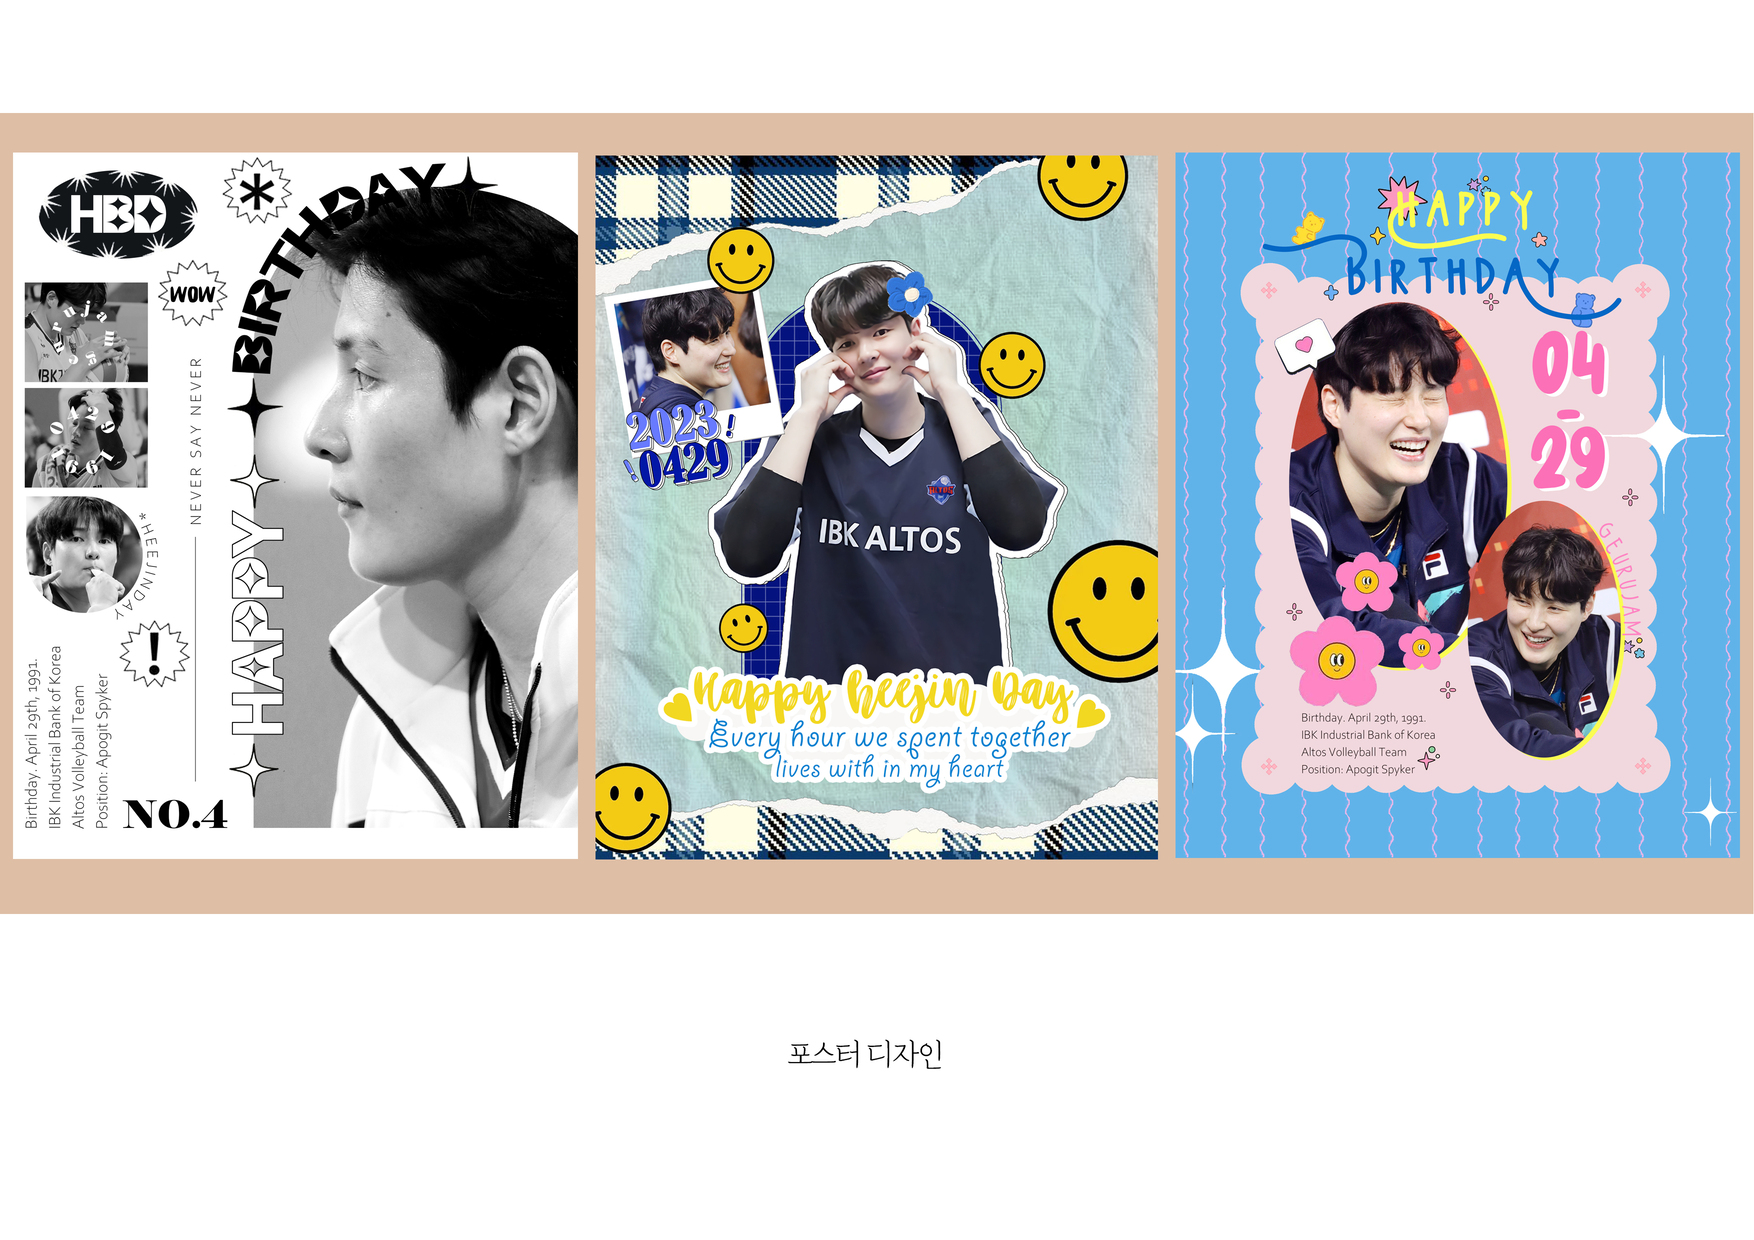 HBD
WOW
BIRTHDAY
HAPPY
NEVER SAY NEVER
*HEEJINDAY
!
Birthday. April 29th, 1991.
IBK Industrial Bank of Korea
Altos Volleyball Team
Position: Apogit Spyker
NO.4
2023!
!0429
IBK ALTOS
Happy heejin Day
Every hour we spent together
lives with in my heart
HAPPY
BIRTHDAY
04
-
29
GEURUJAM
FILA
Birthday. April 29th, 1991.
IBK Industrial Bank of Korea
Altos Volleyball Team
Position: Apogit Spyker
포스터 디자인